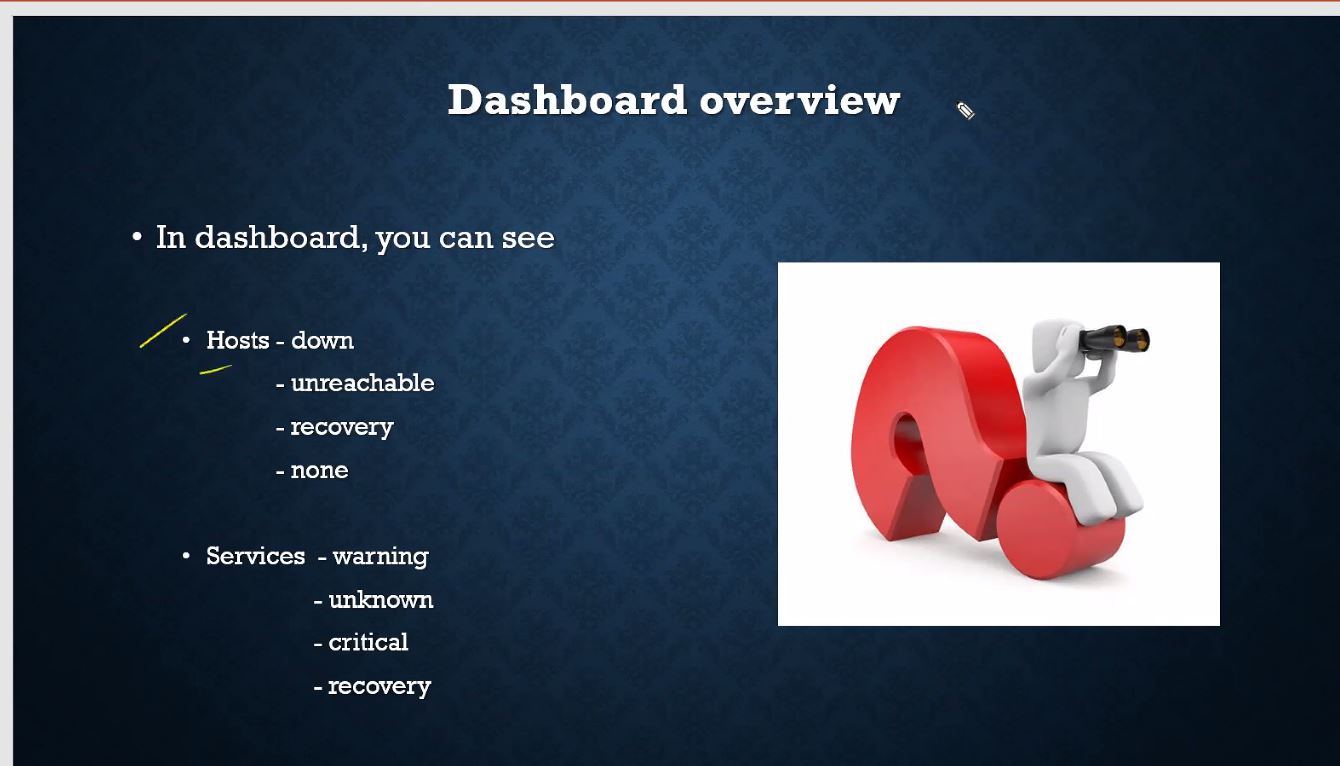 Dashboard overview
• In dashboard, you can see
• Hosts - down
- unreachable
- recovery
- none
• Services - warning
- unknown
- critical
- recovery